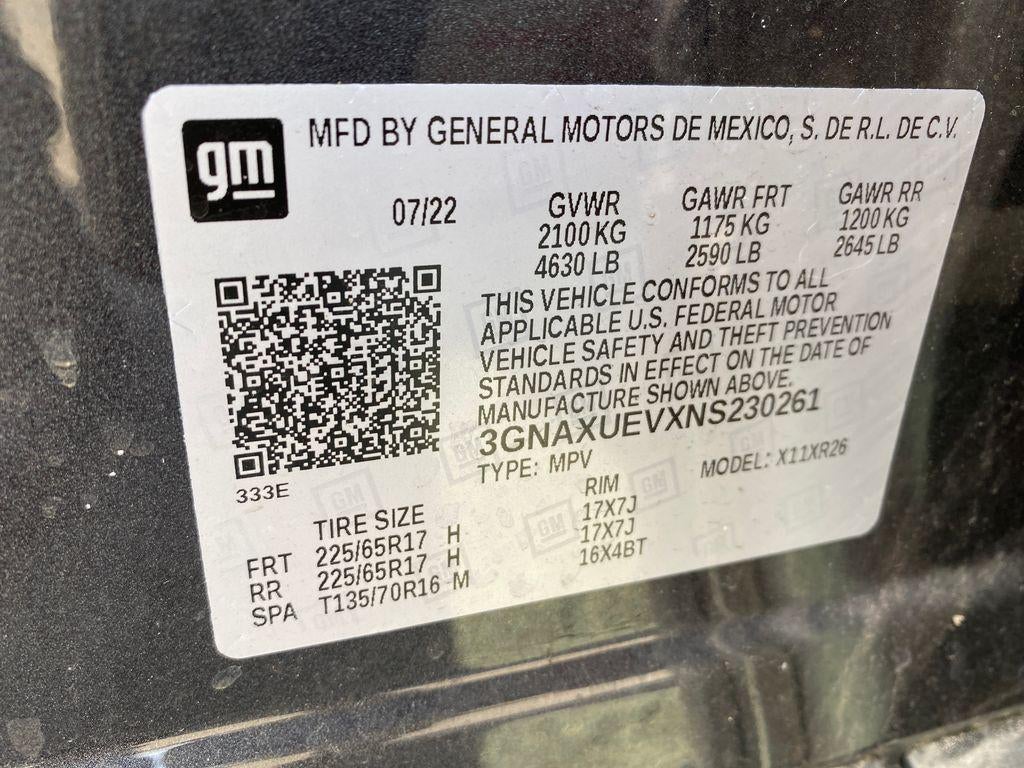 gm
MFD BY GENERAL MOTORS DE MEXICO, S. DE R.L. DE C.V.
07/22
GVWR
2100 KG
4630 LB
GAWR FRT
1175 KG
2590 LB
GAWR RR
1200 KG
2645 LB
THIS VEHICLE CONFORMS TO ALL
APPLICABLE U.S. FEDERAL MOTOR
VEHICLE SAFETY AND THEFT PREVENTION
STANDARDS IN EFFECT ON THE DATE OF
MANUFACTURE SHOWN ABOVE.
3GNAXUEVXNS230261
TYPE: MPV MODEL: X11XR26
333E
TIRE SIZE RIM
FRT 225/65R17 H 17X7J
RR 225/65R17 H 17X7J
SPA T135/70R16 M 16X4BT